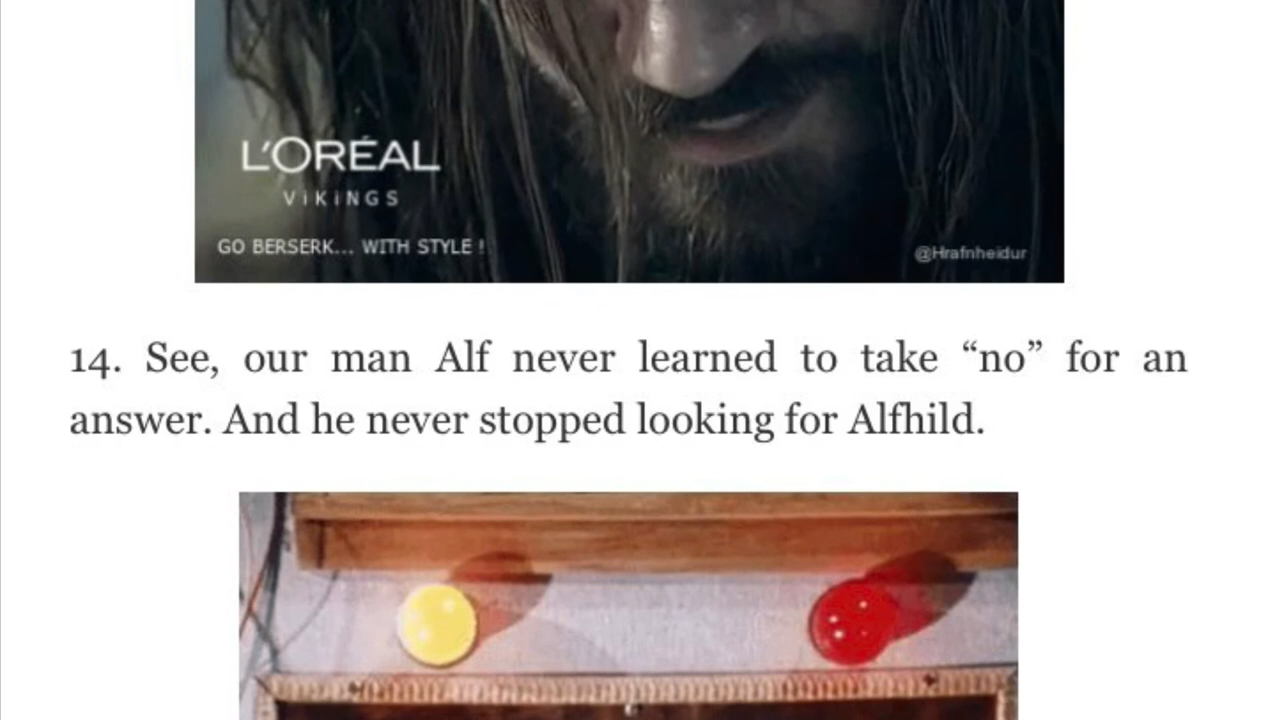 L'ORÉAL
ViKiNGS
GO BERSERK... WITH STYLE !
@Hrafnheidur
14. See, our man Alf never learned to take “no” for an
answer. And he never stopped looking for Alfhild.